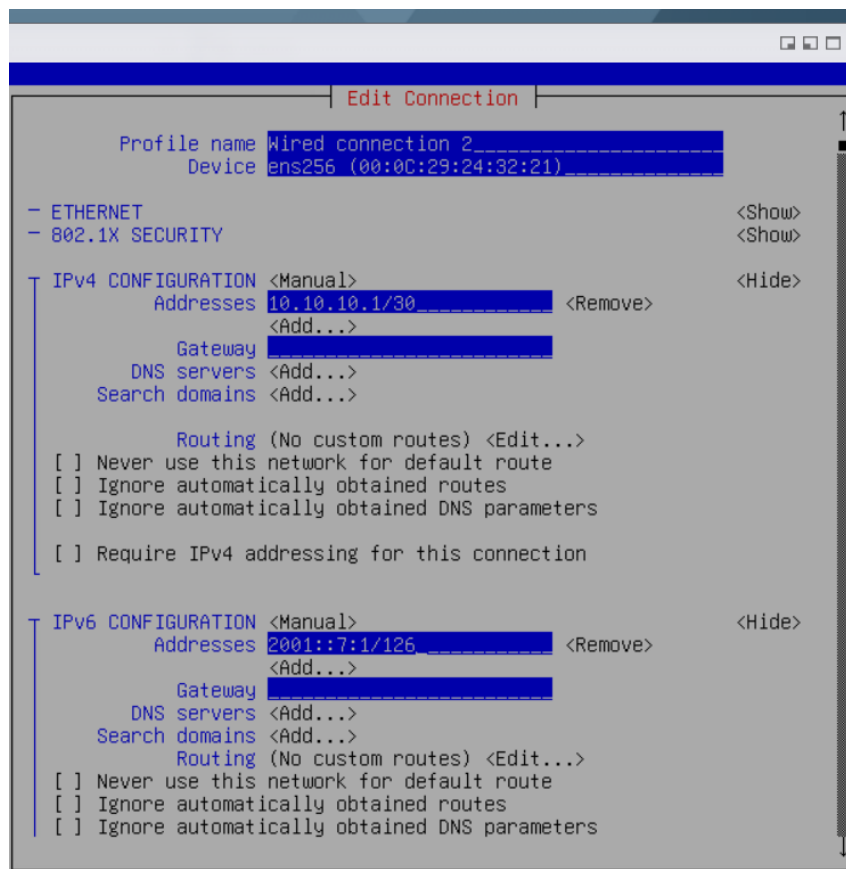 Edit Connection
Profile name Wired connection 2
Device ens256 (00:0C:29:24:32:21)
ETHERNET <Show>
802.1X SECURITY <Show>
IPv4 CONFIGURATION <Manual> <Hide>
Addresses 10.10.10.1/30 <Remove>
<Add...>
Gateway
DNS servers <Add...>
Search domains <Add...>
Routing (No custom routes) <Edit...>
[ ] Never use this network for default route
[ ] Ignore automatically obtained routes
[ ] Ignore automatically obtained DNS parameters
[ ] Require IPv4 addressing for this connection
IPv6 CONFIGURATION <Manual> <Hide>
Addresses 2001::7:1/126 <Remove>
<Add...>
Gateway
DNS servers <Add...>
Search domains <Add...>
Routing (No custom routes) <Edit...>
[ ] Never use this network for default route
[ ] Ignore automatically obtained routes
[ ] Ignore automatically obtained DNS parameters